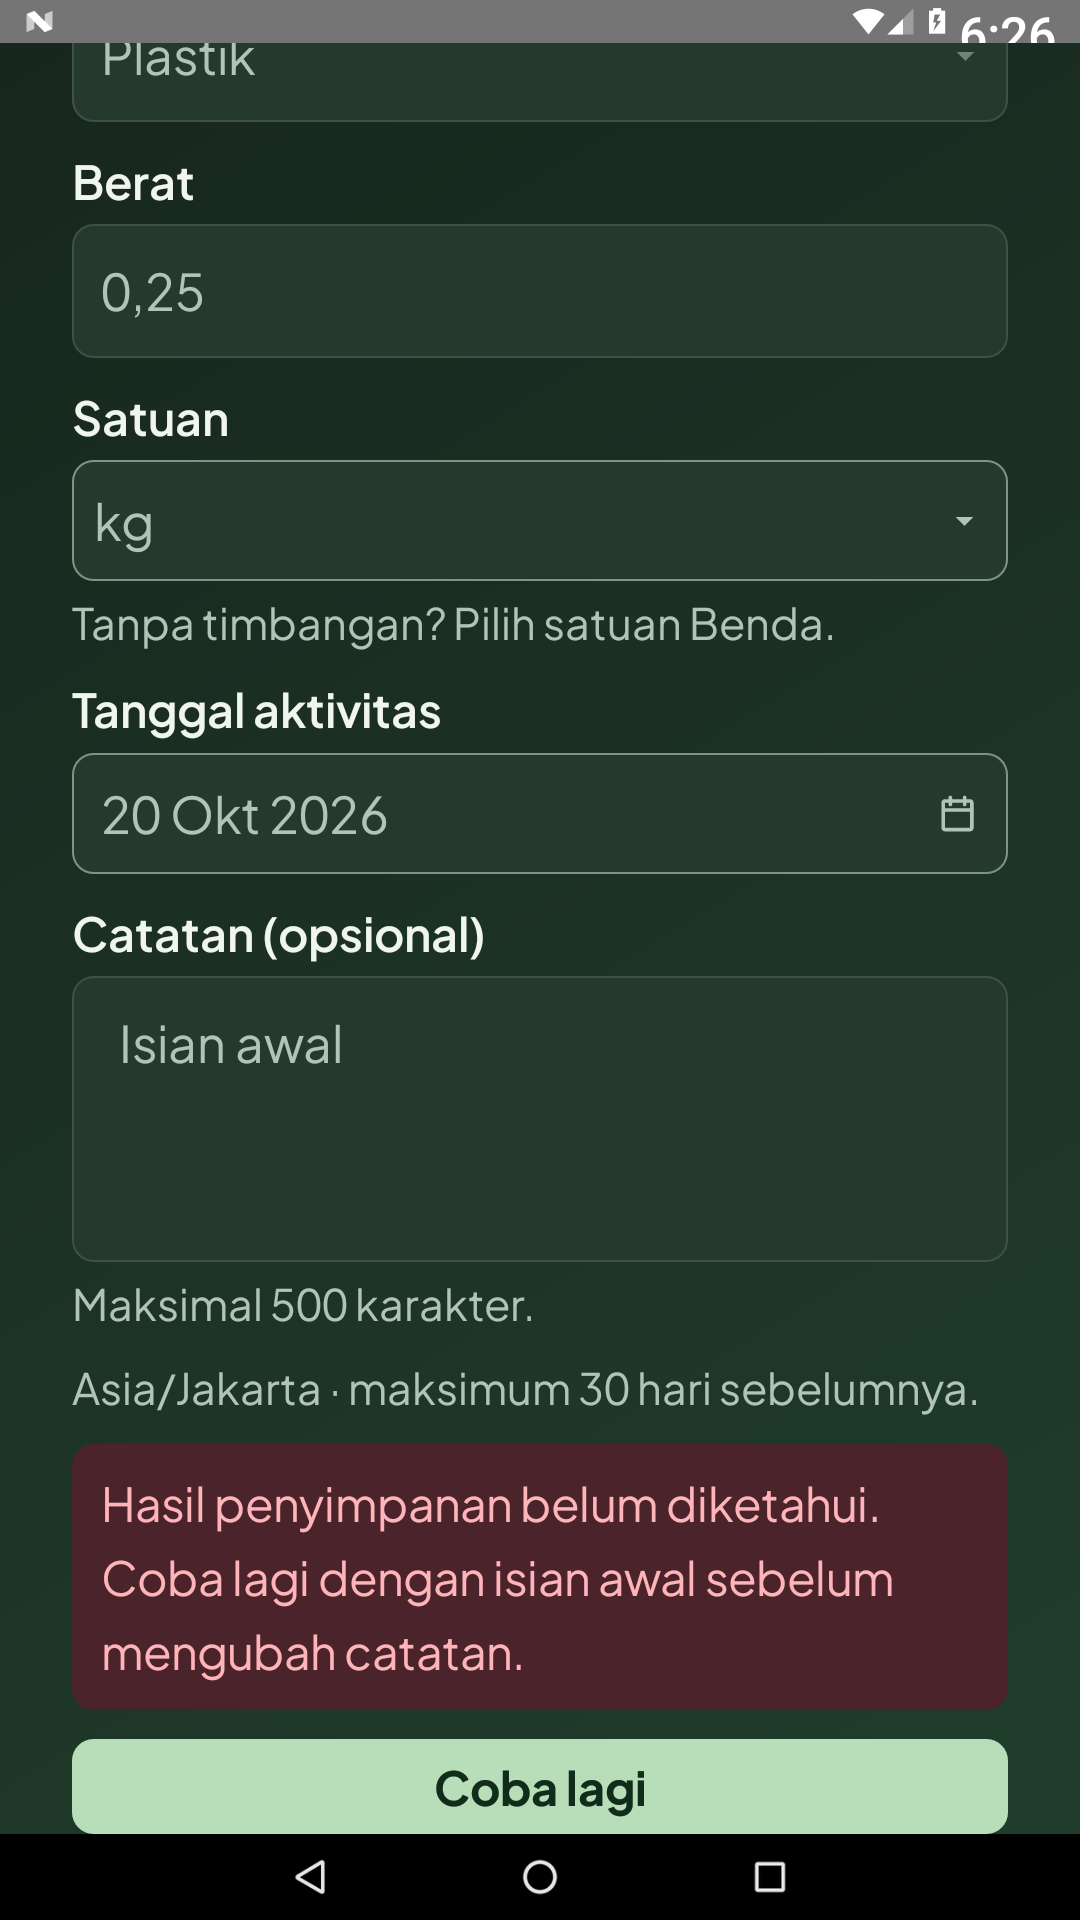 6:26
Plastik
Berat
0,25
Satuan
kg
Tanpa timbangan? Pilih satuan Benda.
Tanggal aktivitas
20 Okt 2026
Catatan (opsional)
Isian awal
Maksimal 500 karakter.
Asia/Jakarta · maksimum 30 hari sebelumnya.
Hasil penyimpanan belum diketahui.
Coba lagi dengan isian awal sebelum
mengubah catatan.
Coba lagi